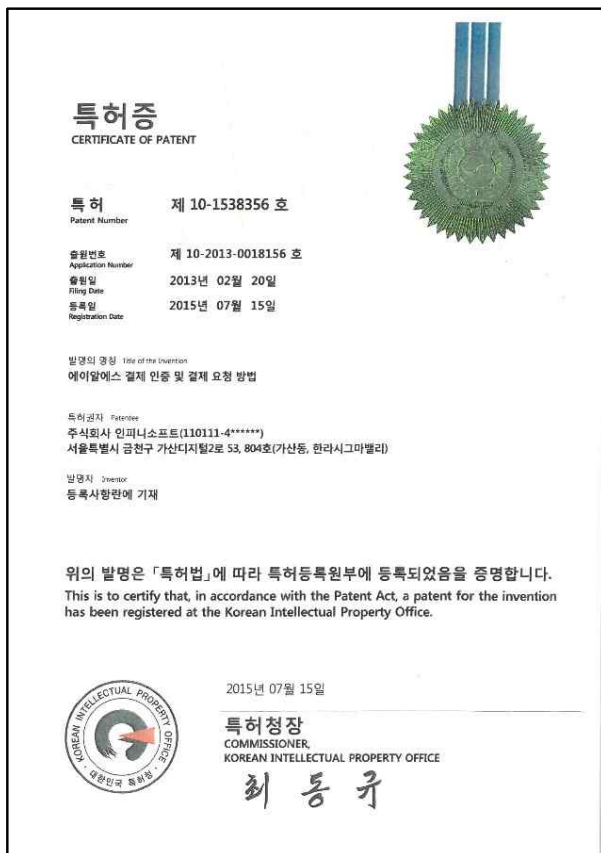 특허증
CERTIFICATE OF PATENT
특 허 제 10-1538356 호
Patent Number
출원번호 제 10-2013-0018156 호
Application Number
출원일 2013년 02월 20일
Filing Date
등록일 2015년 07월 15일
Registration Date
발명의 명칭 Title of the Invention
에이알에스 결제 인증 및 결제 요청 방법
특허권자 Patentee
주식회사 인피니소프트(110111-4******)
서울특별시 금천구 가산디지털2로 53, 804호(가산동, 한라시그마밸리)
발명자 Inventor
등록사항란에 기재
위의 발명은 「특허법」에 따라 특허등록원부에 등록되었음을 증명합니다.
This is to certify that, in accordance with the Patent Act, a patent for the invention
has been registered at the Korean Intellectual Property Office.
2015년 07월 15일
특허청장
COMMISSIONER,
KOREAN INTELLECTUAL PROPERTY OFFICE
최 동 규
KOREAN INTELLECTUAL PROPERTY OFFICE
· 대한민국 특허청 ·